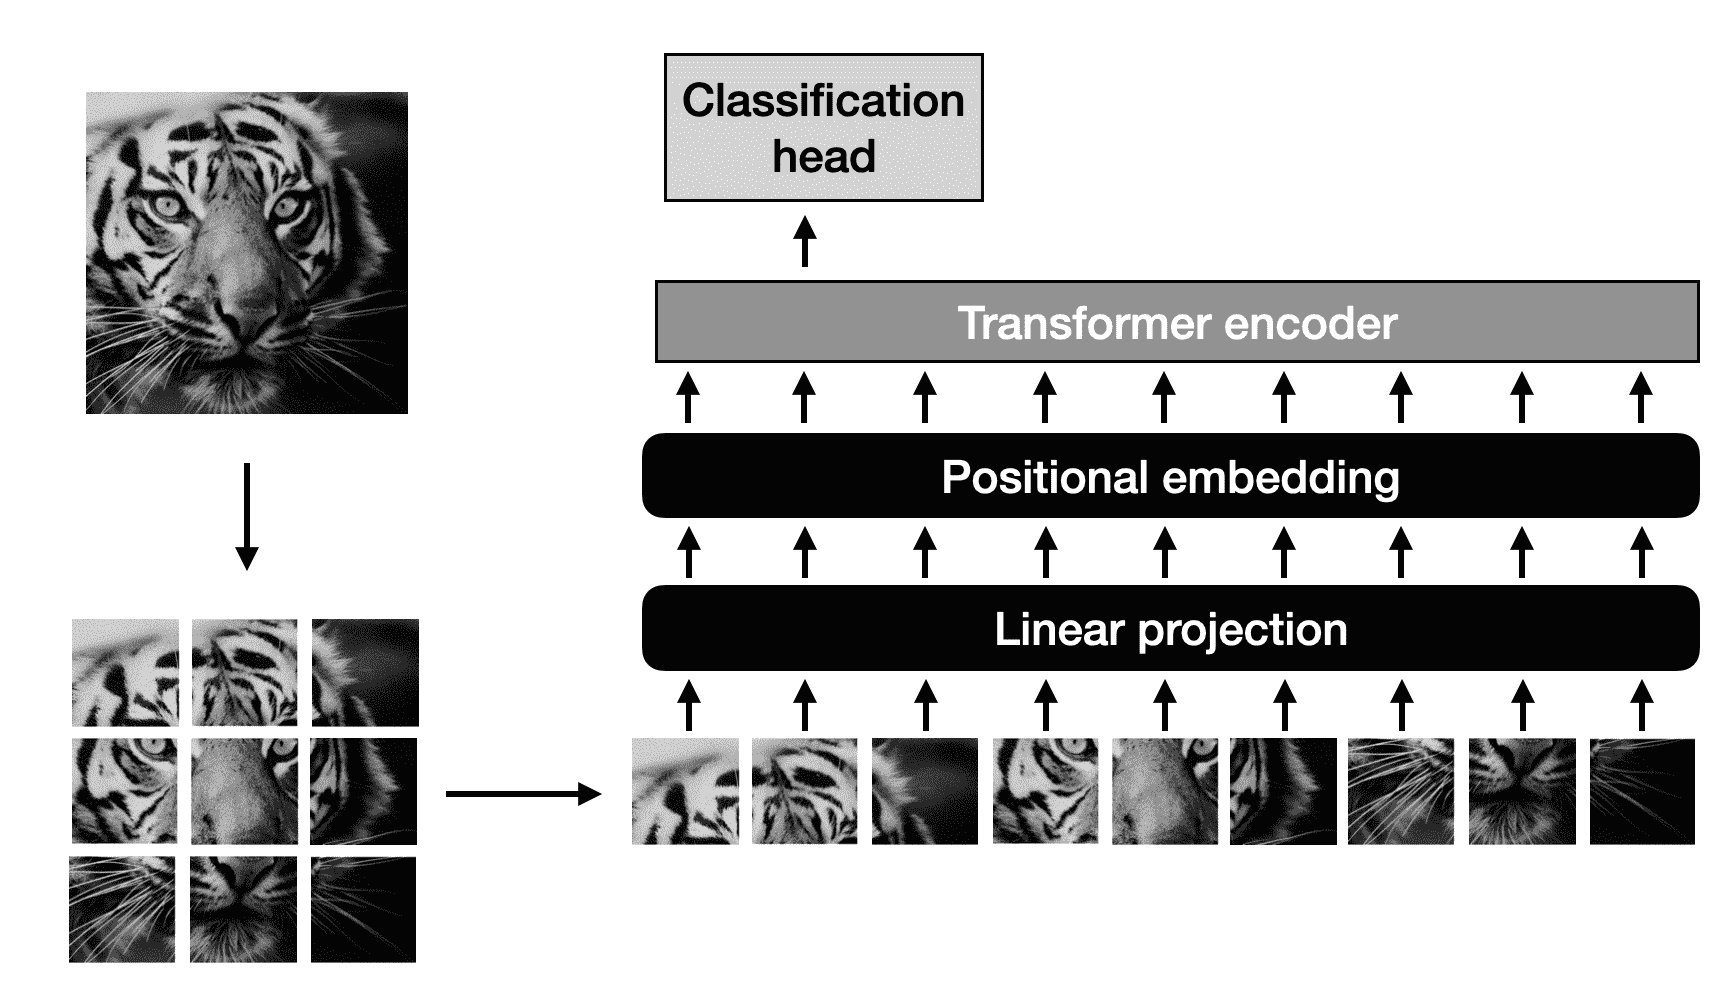 Classification
head
Transformer encoder
Positional embedding
Linear projection